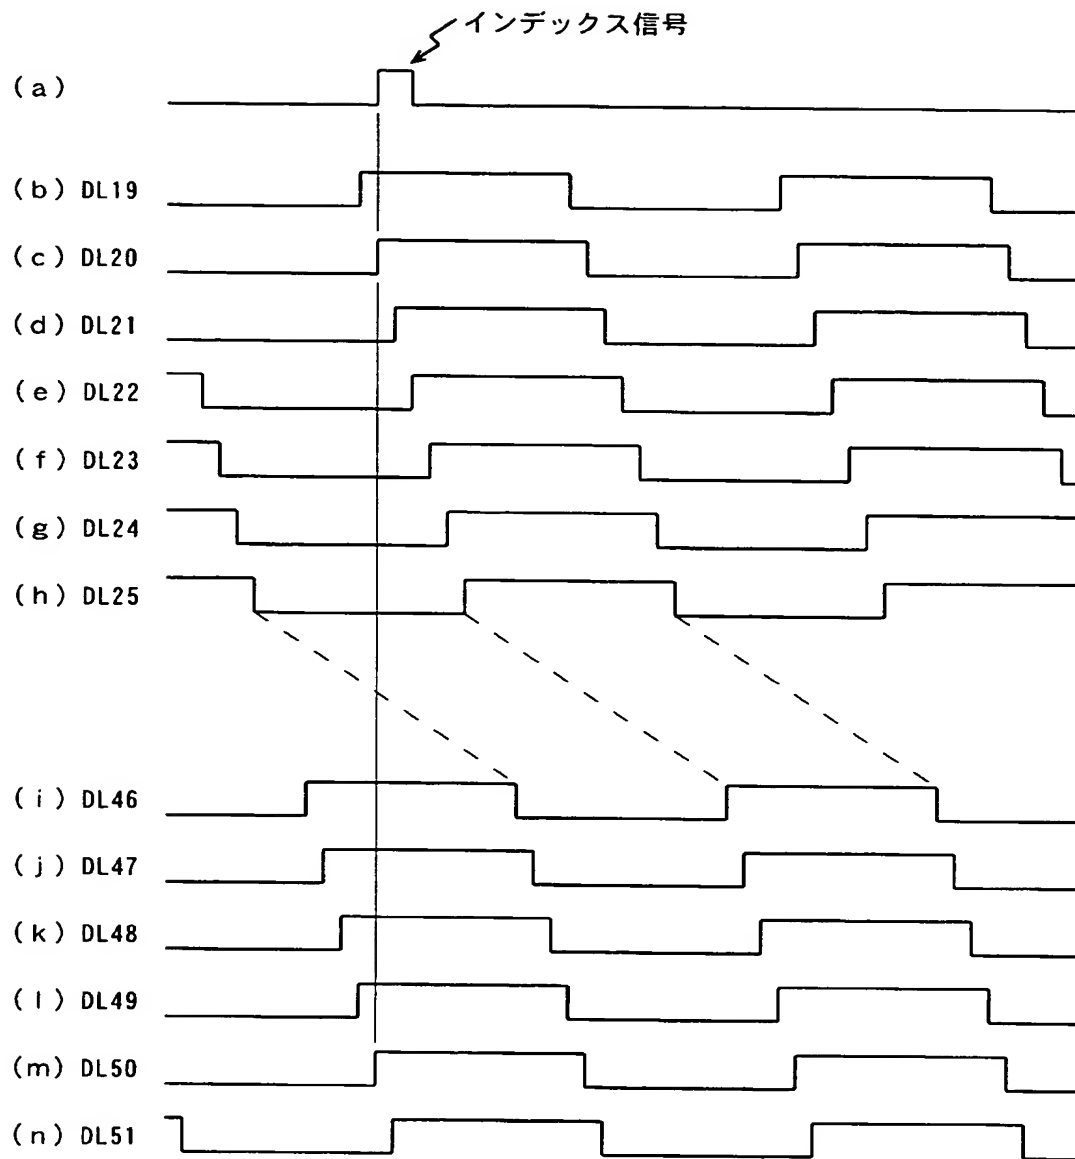 インデックス信号
(a)
(b) DL19
(c) DL20
(d) DL21
(e) DL22
(f) DL23
(g) DL24
(h) DL25
(i) DL46
(j) DL47
(k) DL48
(l) DL49
(m) DL50
(n) DL51